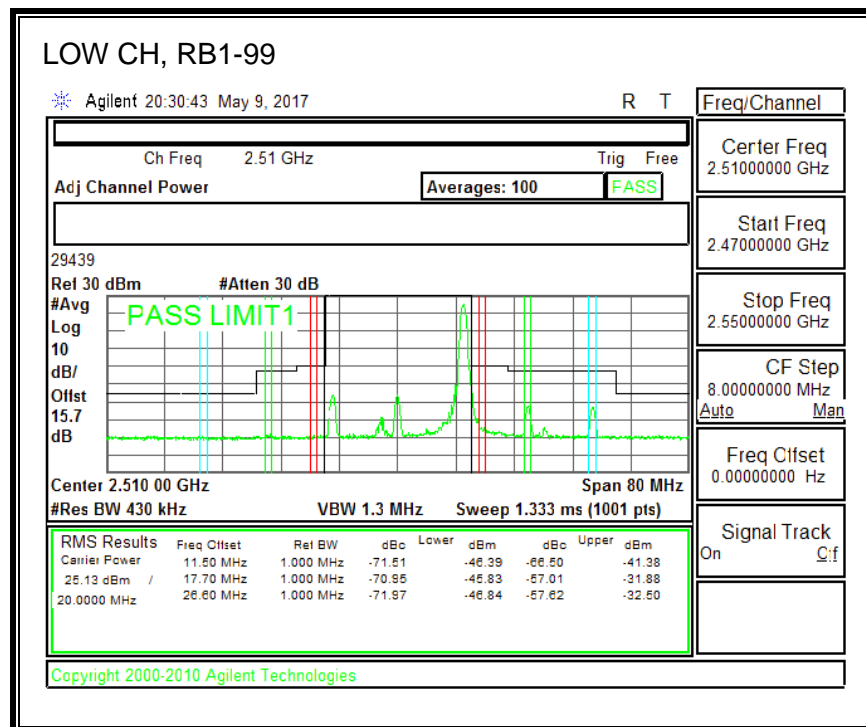 LOW CH, RB1-99
Agilent 20:30:43 May 9, 2017 R T
Freq/Channel
Ch Freq 2.51 GHz Trig Free
Adj Channel Power Averages: 100 PASS
29439
Ref 30 dBm #Atten 30 dB
#Avg
Log
10
dB/
Offst
15.7
dB
PASS LIMIT1
Center 2.510 00 GHz Span 80 MHz
#Res BW 430 kHz VBW 1.3 MHz Sweep 1.333 ms (1001 pts)
RMS Results Freq Offset Ref BW dBc Lower dBm dBc Upper dBm
Carrier Power 11.50 MHz 1.000 MHz -71.51 -46.39 -66.50 -41.38
25.13 dBm / 17.70 MHz 1.000 MHz -70.95 -45.83 -57.01 -31.88
20.0000 MHz 26.60 MHz 1.000 MHz -71.97 -46.84 -57.62 -32.50
Center Freq
2.51000000 GHz
Start Freq
2.47000000 GHz
Stop Freq
2.55000000 GHz
CF Step
8.00000000 MHz
Auto Man
Freq Offset
0.00000000 Hz
Signal Track
On Off
Copyright 2000-2010 Agilent Technologies